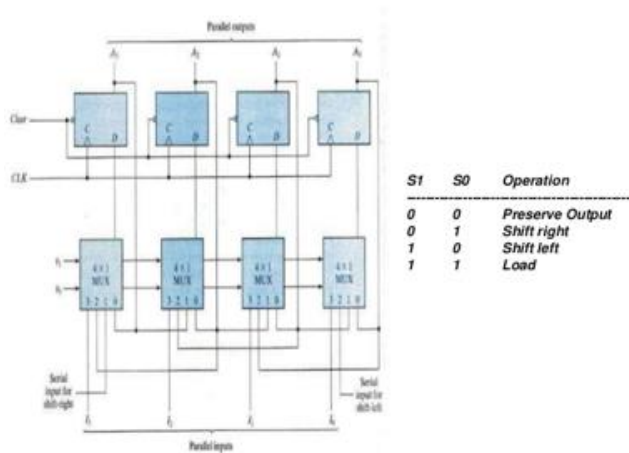 Parallel outputs
A3 A2 A1 A0
Clear
C D C D C D C D
CLK
s1
s0
4 × 1 MUX 4 × 1 MUX 4 × 1 MUX 4 × 1 MUX
3 2 1 0 3 2 1 0 3 2 1 0 3 2 1 0
Serial
input for
shift-right
Serial
input for
shift-left
I3 I2 I1 I0
Parallel inputs
S1 S0 Operation
0 0 Preserve Output
0 1 Shift right
1 0 Shift left
1 1 Load